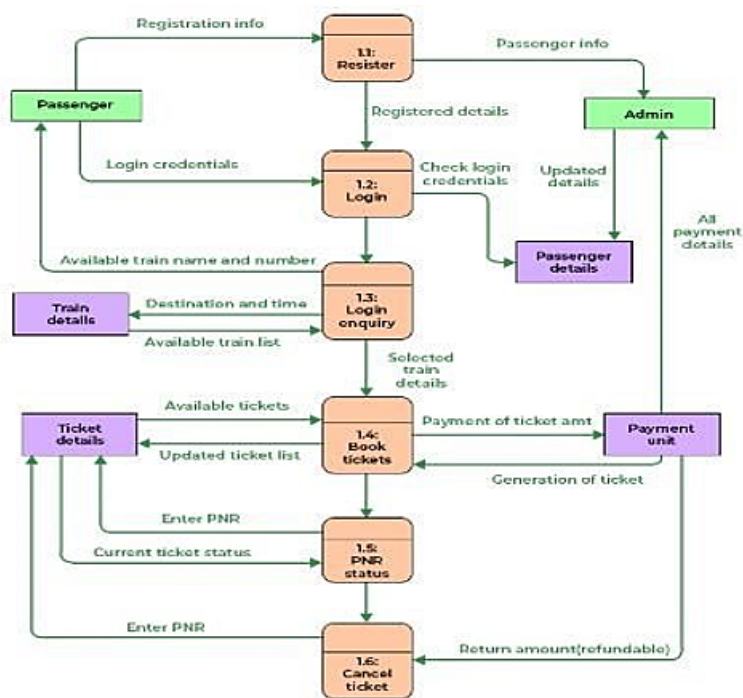 Registration info
1.1:
Resister
Passenger info
Passenger
Admin
Registered details
Login credentials
1.2:
Login
Check login
credentials
Updated
details
All
payment
details
Available train name and number
Passenger
details
1.3:
Login
enquiry
Train
details
Destination and time
Available train list
Selected
train
details
Available tickets
Ticket
details
1.4:
Book
tickets
Payment of ticket amt
Payment
unit
Updated ticket list
Generation of ticket
Enter PNR
1.5:
PNR
status
Current ticket status
Enter PNR
1.6:
Cancel
ticket
Return amount(refundable)